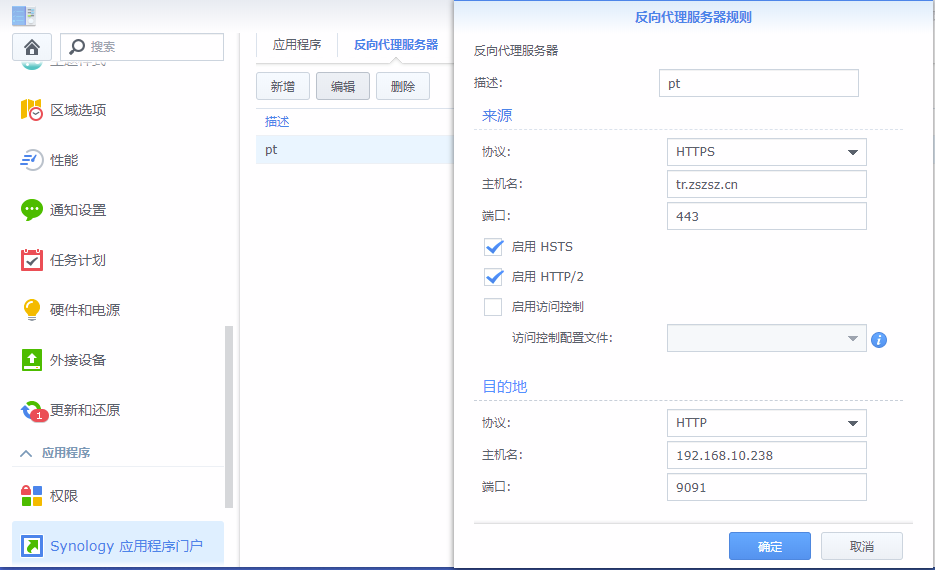 搜索
区域选项
性能
通知设置
任务计划
硬件和电源
外接设备
1
更新和还原
应用程序
权限
Synology 应用程序门户
应用程序
反向代理服务器
新增
编辑
删除
描述
pt
反向代理服务器规则
反向代理服务器
描述:
pt
来源
协议:
HTTPS
主机名:
tr.zszsz.cn
端口:
443
启用 HSTS
启用 HTTP/2
启用访问控制
访问控制配置文件:
i
目的地
协议:
HTTP
主机名:
192.168.10.238
端口:
9091
确定
取消